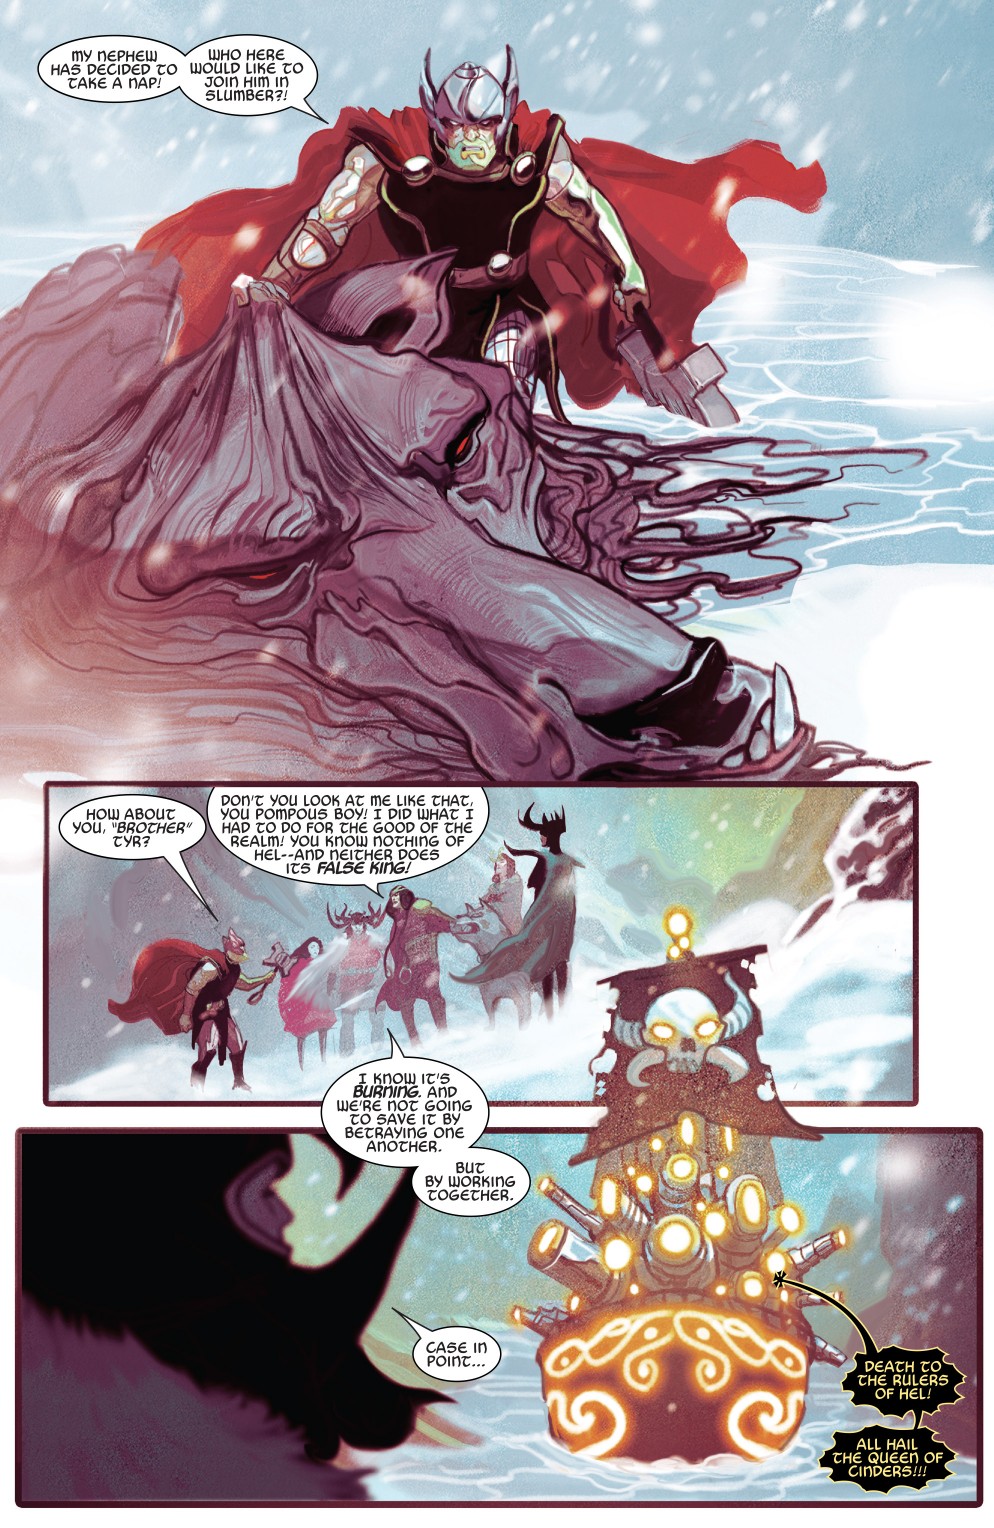 MY NEPHEW
HAS DECIDED TO
TAKE A NAP!
WHO HERE
WOULD LIKE TO
JOIN HIM IN
SLUMBER?!
HOW ABOUT
YOU, "BROTHER"
TYR?
DON'T YOU LOOK AT ME LIKE THAT,
YOU POMPOUS BOY! I DID WHAT I
HAD TO DO FOR THE GOOD OF THE
REALM! YOU KNOW NOTHING OF
HEL--AND NEITHER DOES
ITS FALSE KING!
I KNOW IT'S
BURNING. AND
WE'RE NOT GOING
TO SAVE IT BY
BETRAYING ONE
ANOTHER.
BUT
BY WORKING
TOGETHER.
CASE IN
POINT...
DEATH TO
THE RULERS
OF HEL!
ALL HAIL
THE QUEEN OF
CINDERS!!!